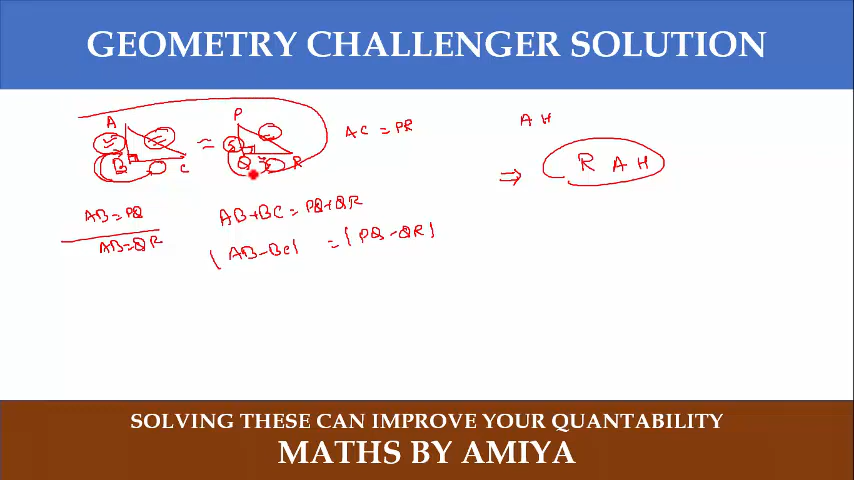 GEOMETRY CHALLENGER SOLUTION
A P
B C ≈ Q R
AC = PR
A H
⇒ R A H
AB = PQ
AB = QR
AB+BC = PQ+QR
|AB-BC| = |PQ-QR|
SOLVING THESE CAN IMPROVE YOUR QUANTABILITY
MATHS BY AMIYA